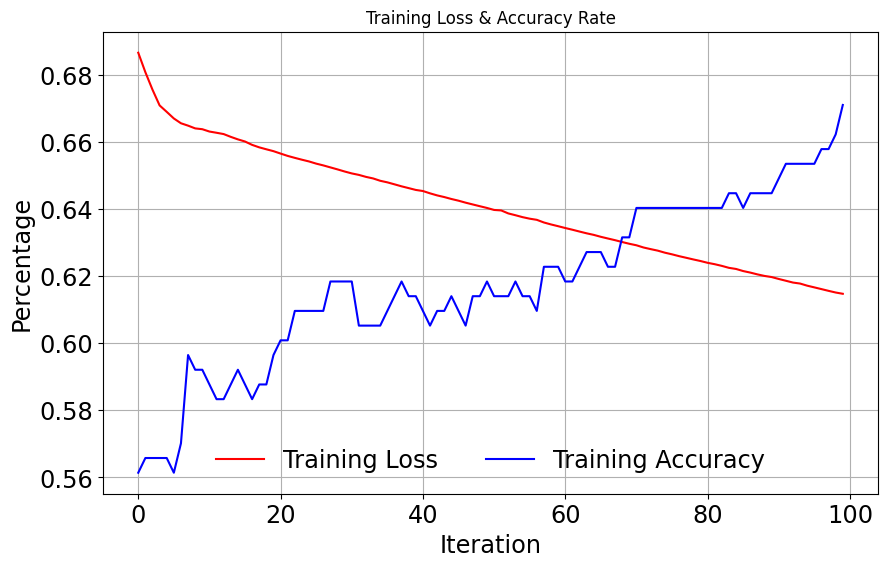 Training Loss & Accuracy Rate
0.68
0.66
0.64
0.62
0.60
0.58
0.56
Percentage
Training Loss Training Accuracy
0 20 40 60 80 100
Iteration